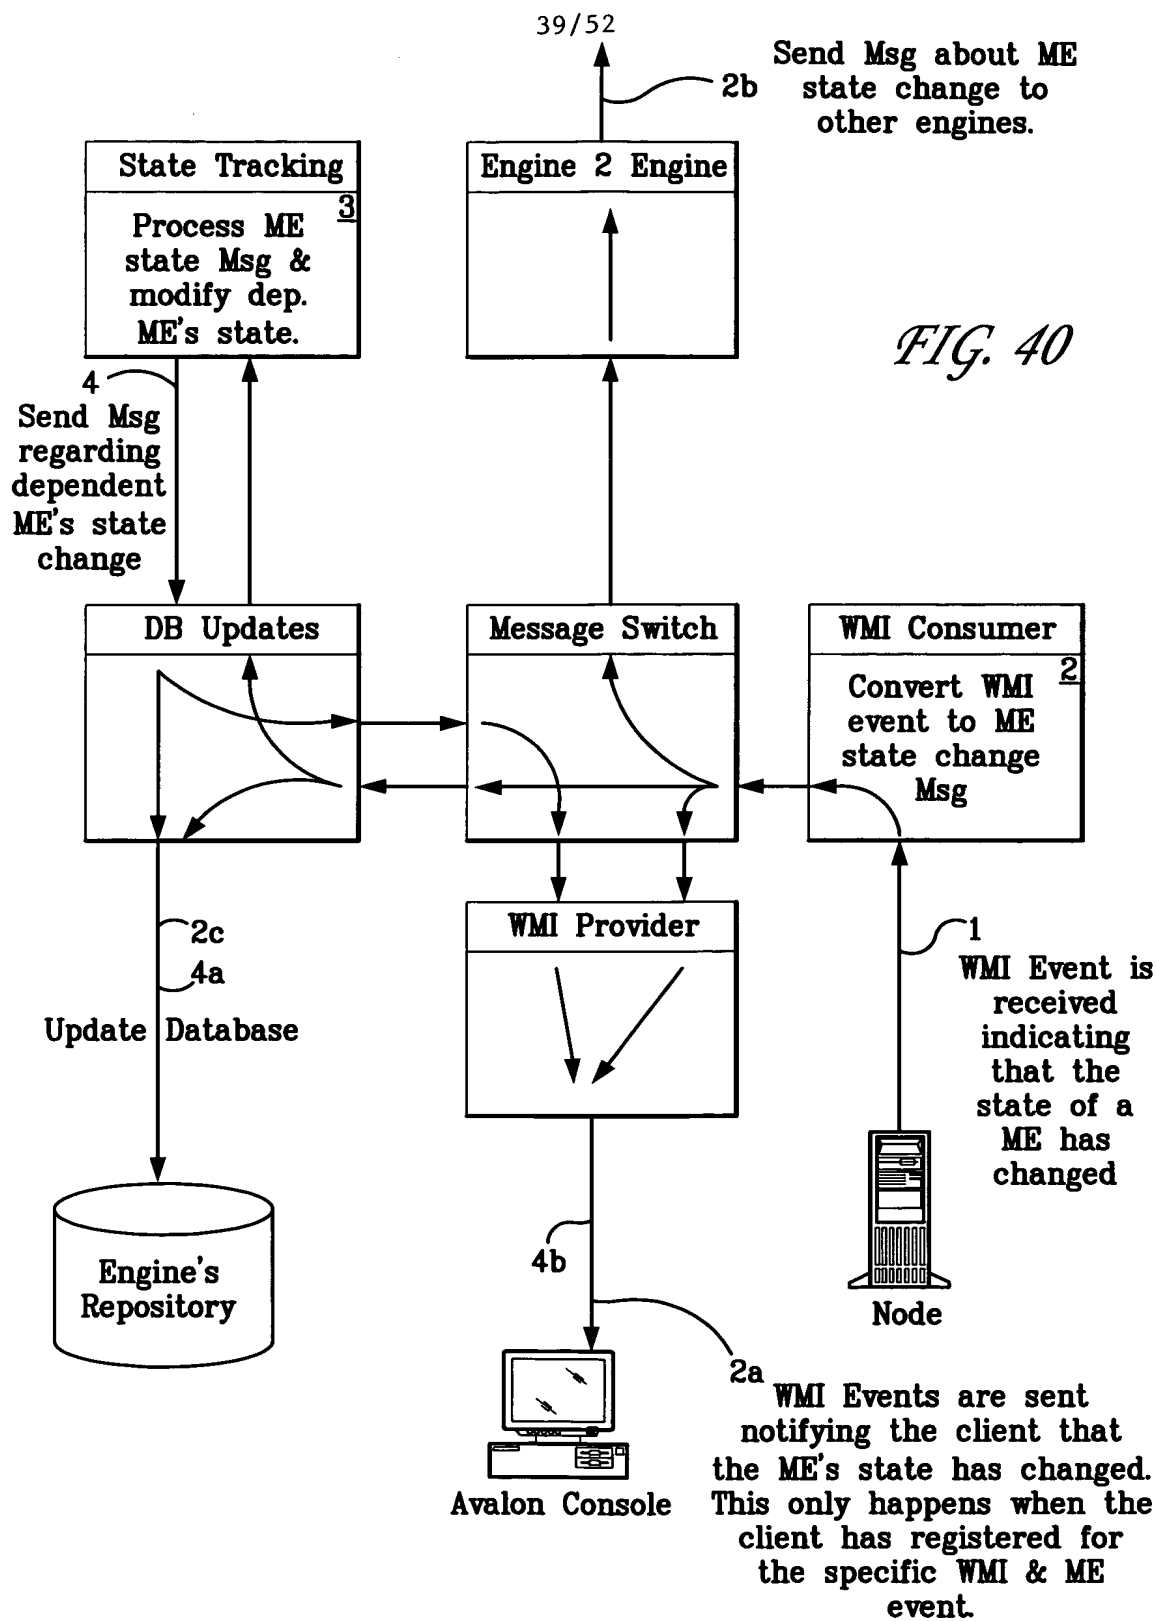 39/52
2b
Send Msg about ME
state change to
other engines.
State Tracking
3
Process ME
state Msg &
modify dep.
ME's state.
Engine 2 Engine
FIG. 40
4
Send Msg
regarding
dependent
ME's state
change
DB Updates
Message Switch
WMI Consumer
2
Convert WMI
event to ME
state change
Msg
WMI Provider
2c
4a
Update Database
1
WMI Event is
received
indicating
that the
state of a
ME has
changed
Engine's
Repository
4b
Node
2a
WMI Events are sent
notifying the client that
the ME's state has changed.
This only happens when the
client has registered for
the specific WMI & ME
event.
Avalon Console